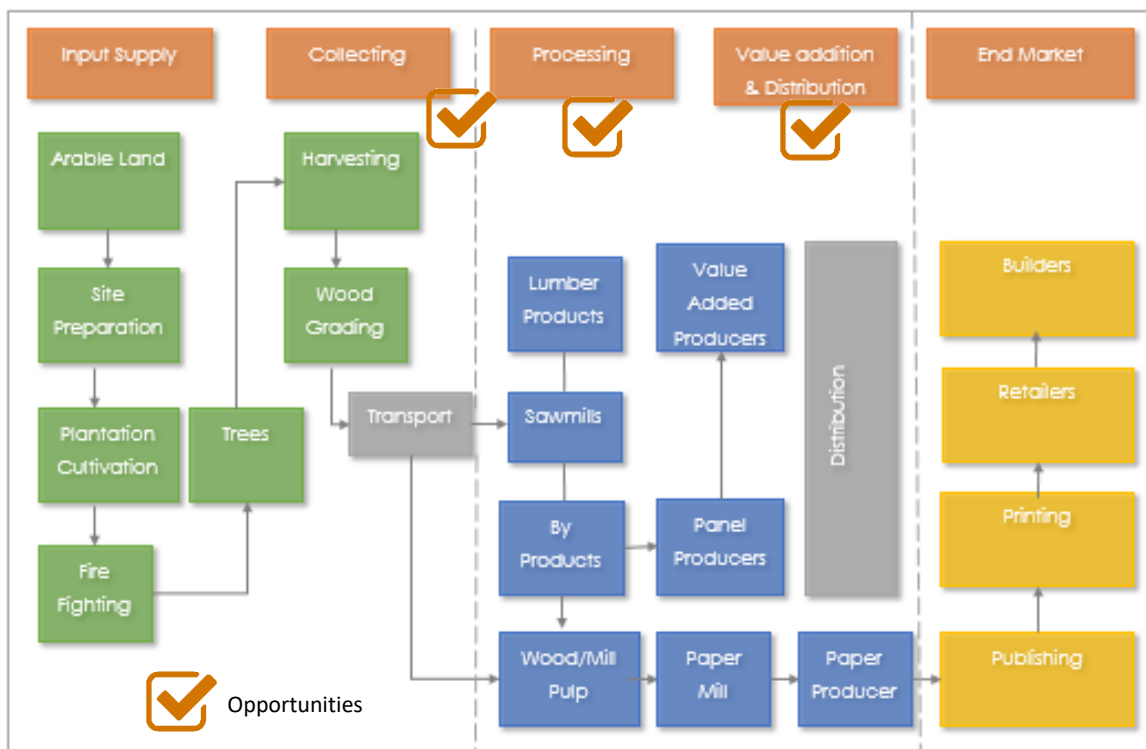 Input Supply
Collecting
Processing
Value addition
& Distribution
End Market
Arable Land
Site
Preparation
Plantation
Cultivation
Fire
Fighting
Trees
Harvesting
Wood
Grading
Transport
Lumber
Products
Sawmills
By
Products
Wood/Mill
Pulp
Value
Added
Producers
Panel
Producers
Paper
Mill
Paper
Producer
Distribution
Builders
Retailers
Printing
Publishing
Opportunities